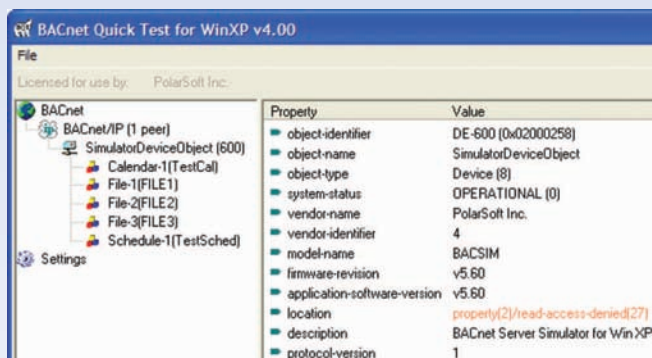 BACnet Quick Test for WinXP v4.00
File
Licensed for use by: PolarSoft Inc.
BACnet
BACnet/IP (1 peer)
SimulatorDeviceObject (600)
Calendar-1(TestCal)
File-1(FILE1)
File-2(FILE2)
File-3(FILE3)
Schedule-1(TestSched)
Settings
Property Value
object-identifier DE-600 (0x02000258)
object-name SimulatorDeviceObject
object-type Device (8)
system-status OPERATIONAL (0)
vendor-name PolarSoft Inc.
vendor-identifier 4
model-name BACSIM
firmware-revision v5.60
application-software-version v5.60
location property(2)/read-access-denied(27)
description BACnet Server Simulator for WinXP
protocol-version 1